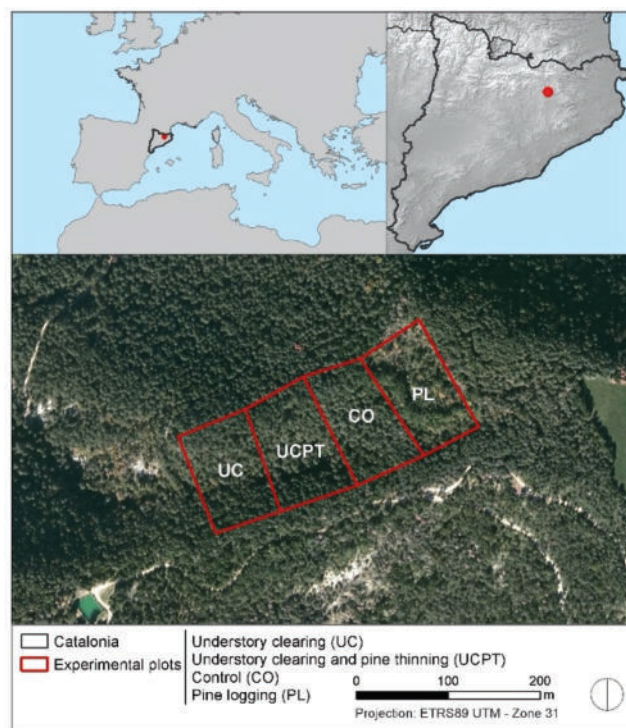 UC
UCPT
CO
PL
Catalonia
Experimental plots
Understory clearing (UC)
Understory clearing and pine thinning (UCPT)
Control (CO)
Pine logging (PL)
0 100 200
m
Projection: ETRS89 UTM - Zone 31